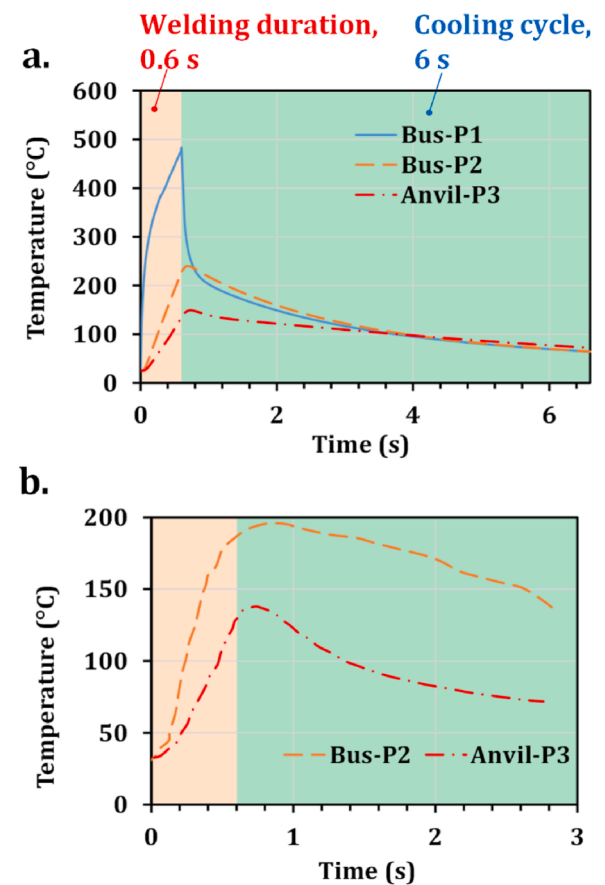 Welding duration,
0.6 s
Cooling cycle,
6 s
a.
600
500
400
300
200
100
0
Temperature (°C)
Bus-P1
Bus-P2
Anvil-P3
0 2 4 6
Time (s)
b.
200
150
100
50
0
Temperature (°C)
Bus-P2 Anvil-P3
0 1 2 3
Time (s)